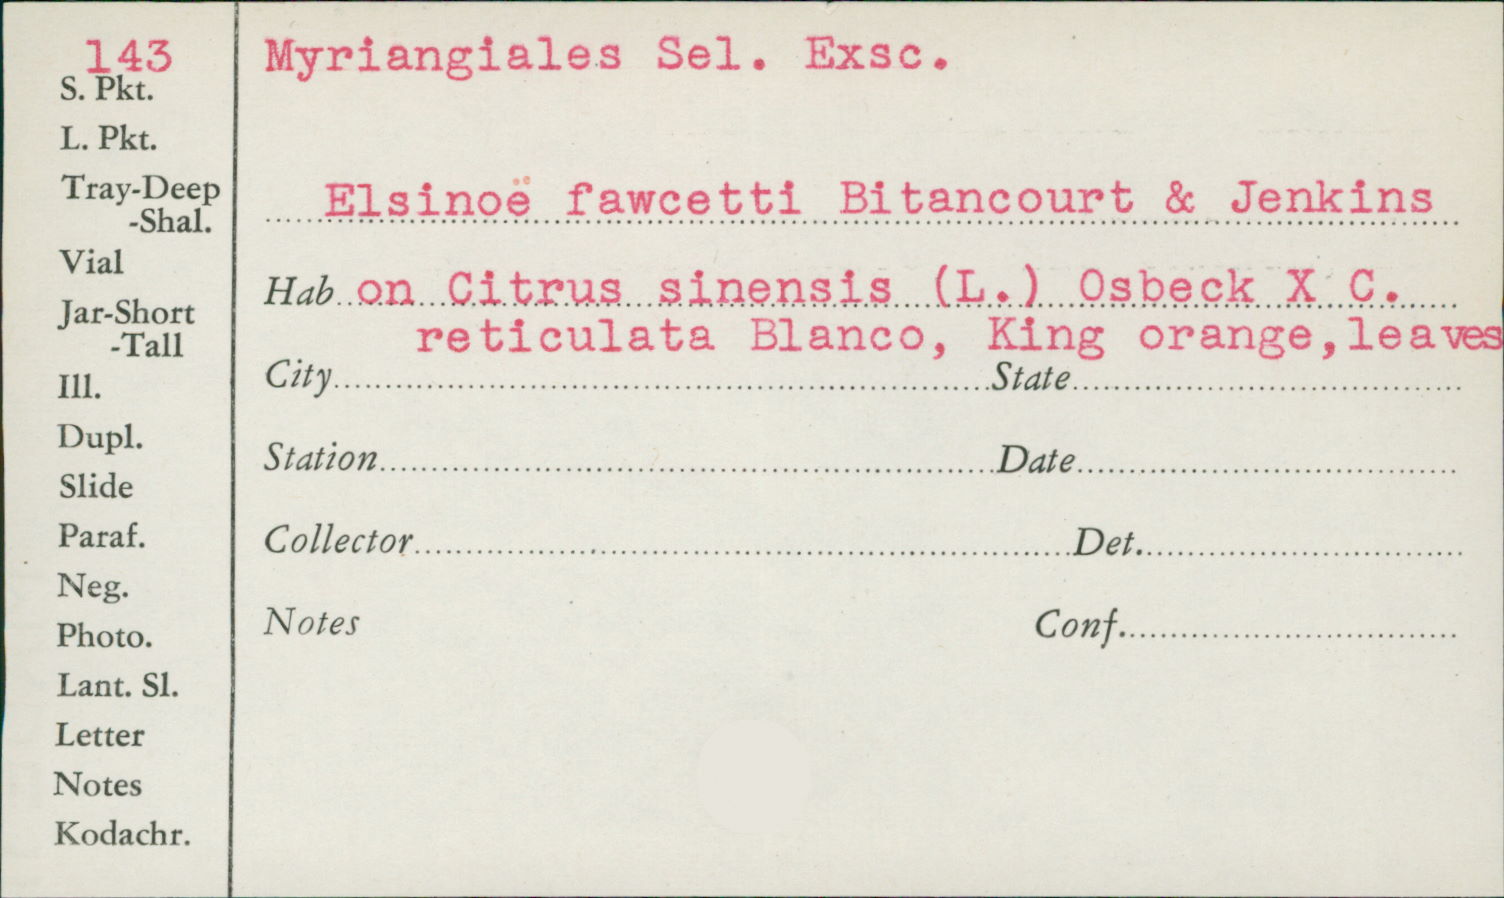 143
S. Pkt.
L. Pkt.
Tray-Deep
-Shal.
Vial
Jar-Short
-Tall
Ill.
Dupl.
Slide
Paraf.
Neg.
Photo.
Lant. Sl.
Letter
Notes
Kodachr.
Myriangiales Sel. Exsc.
Elsinoë fawcetti Bitancourt & Jenkins
Hab. on Citrus sinensis (L.) Osbeck X C.
reticulata Blanco, King orange,leaves
City State
Station Date
Collector Det.
Notes Conf.